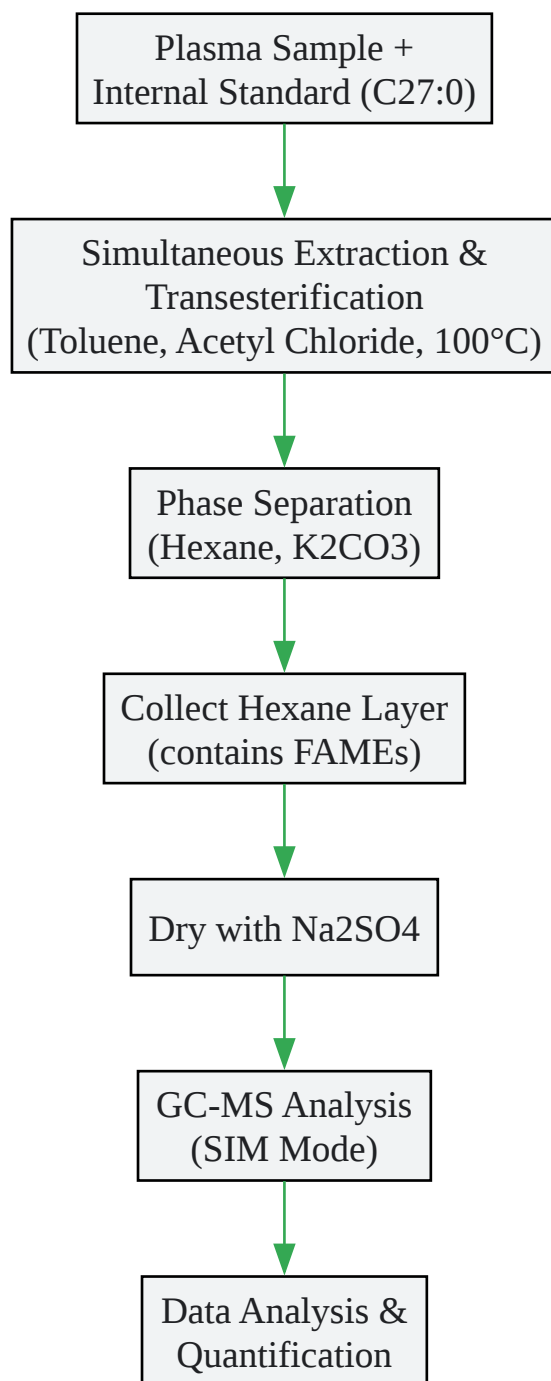 Plasma Sample +
Internal Standard (C27:0)
Simultaneous Extraction &
Transesterification
(Toluene, Acetyl Chloride, 100°C)
Phase Separation
(Hexane, K2CO3)
Collect Hexane Layer
(contains FAMEs)
Dry with Na2SO4
GC-MS Analysis
(SIM Mode)
Data Analysis &
Quantification